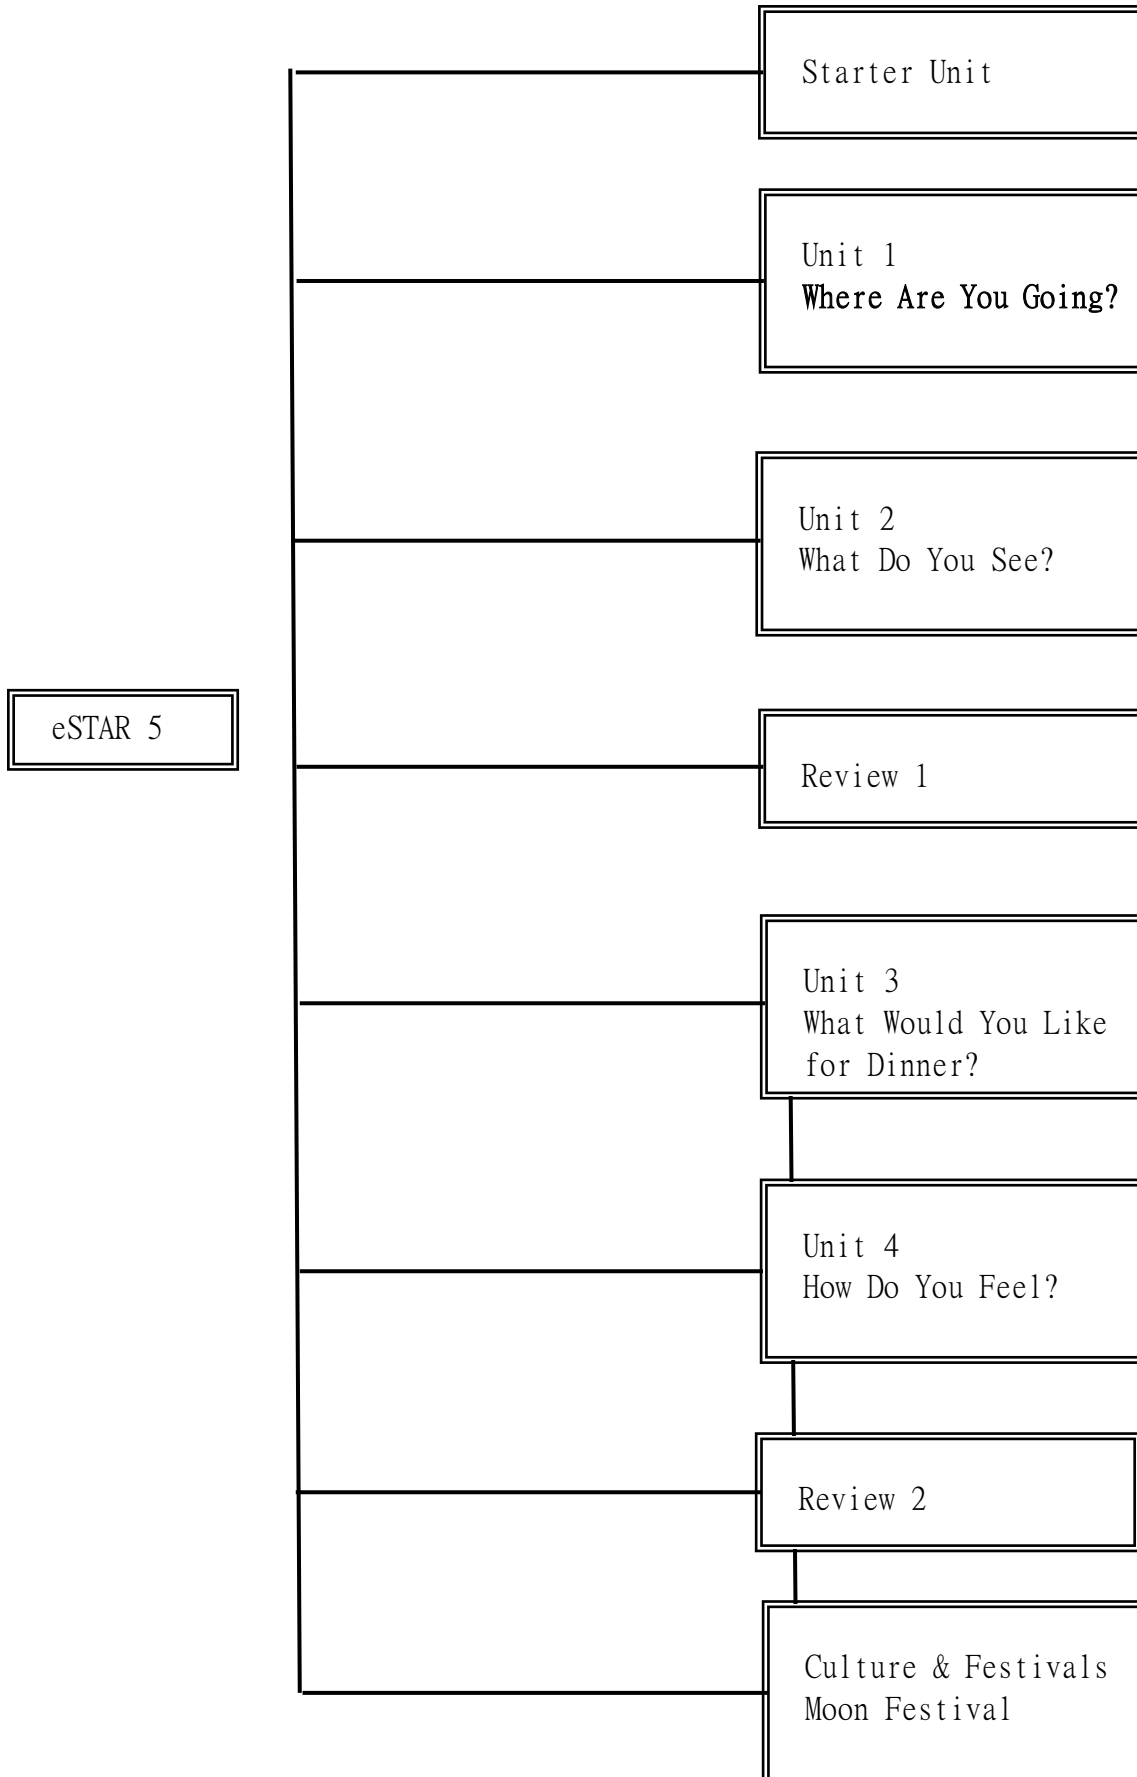 Starter Unit
Unit 1
Where Are You Going?
Unit 2
What Do You See?
eSTAR 5
Review 1
Unit 3
What Would You Like
for Dinner?
Unit 4
How Do You Feel?
Review 2
Culture & Festivals
Moon Festival